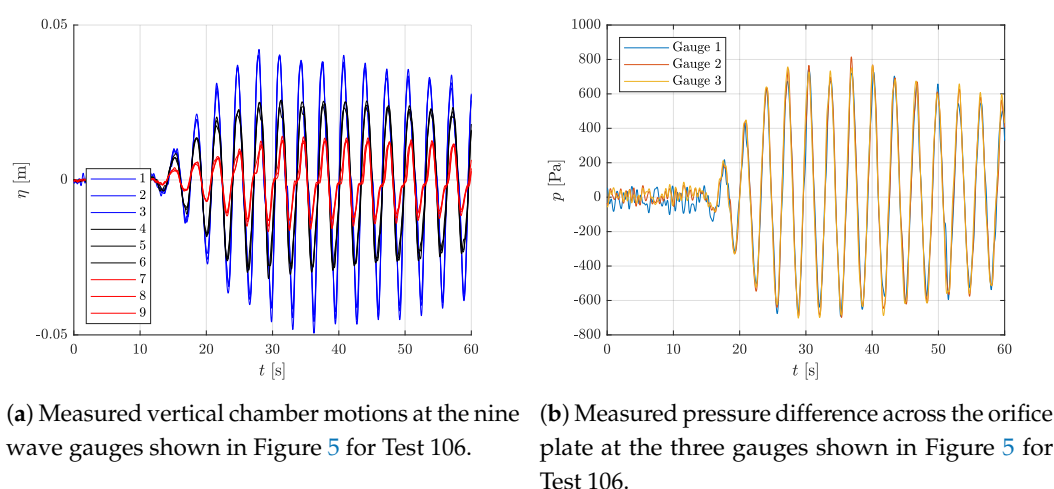 0.05
0
-0.05
η [m]
1
2
3
4
5
6
7
8
9
0 10 20 30 40 50 60
t [s]
1000
800
600
400
200
0
-200
-400
-600
-800
p [Pa]
Gauge 1
Gauge 2
Gauge 3
0 10 20 30 40 50 60
t [s]
(a) Measured vertical chamber motions at the nine
wave gauges shown in Figure 5 for Test 106.
(b) Measured pressure difference across the orifice
plate at the three gauges shown in Figure 5 for
Test 106.